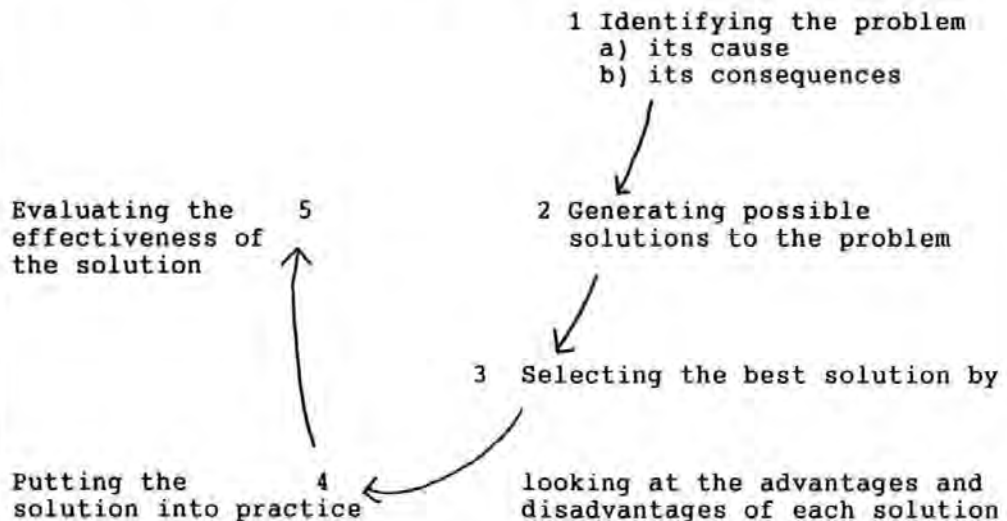 1 Identifying the problem
a) its cause
b) its consequences
2 Generating possible
solutions to the problem
3 Selecting the best solution by
looking at the advantages and
disadvantages of each solution
Putting the 4
solution into practice
Evaluating the 5
effectiveness of
the solution